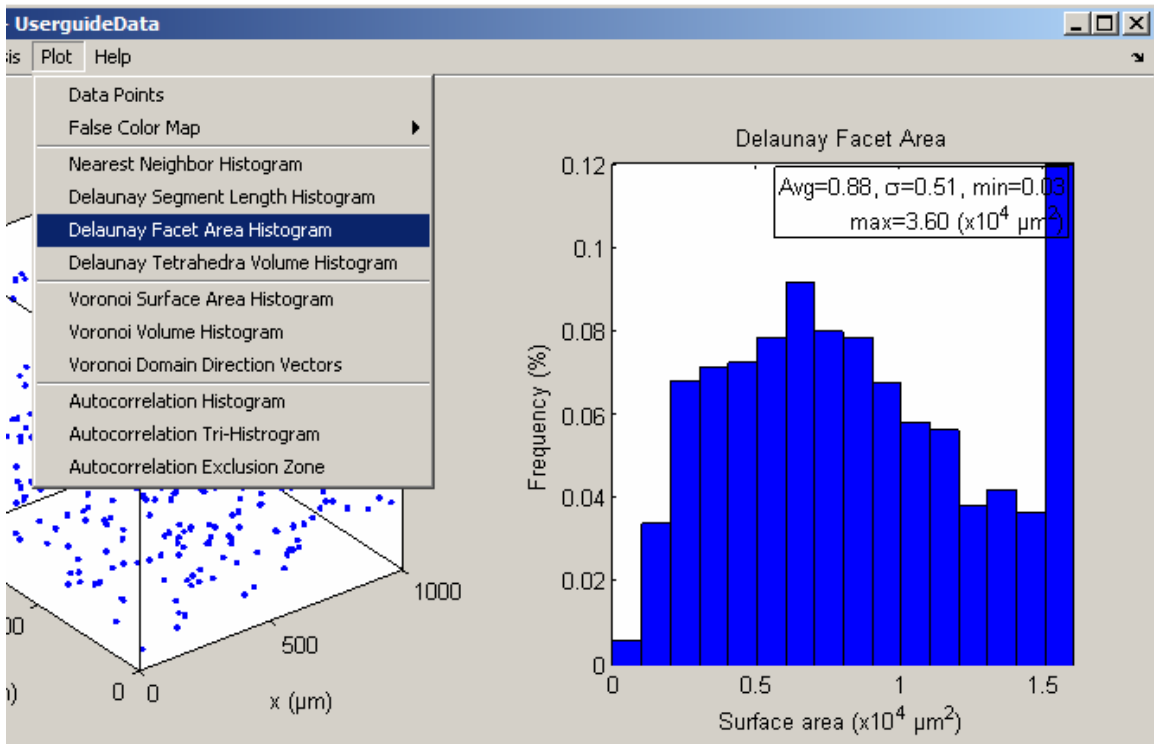 - UserguideData
is Plot Help
Data Points
False Color Map
Nearest Neighbor Histogram
Delaunay Segment Length Histogram
Delaunay Facet Area Histogram
Delaunay Tetrahedra Volume Histogram
Voronoi Surface Area Histogram
Voronoi Volume Histogram
Voronoi Domain Direction Vectors
Autocorrelation Histogram
Autocorrelation Tri-Histrogram
Autocorrelation Exclusion Zone
1000
500
0
x (µm)
00
0
)
Delaunay Facet Area
Avg=0.88, σ=0.51, min=0.03
max=3.60 (x10⁴ µm²)
Frequency (%)
0.12
0.1
0.08
0.06
0.04
0.02
0
0 0.5 1 1.5
Surface area (x10⁴ µm²)